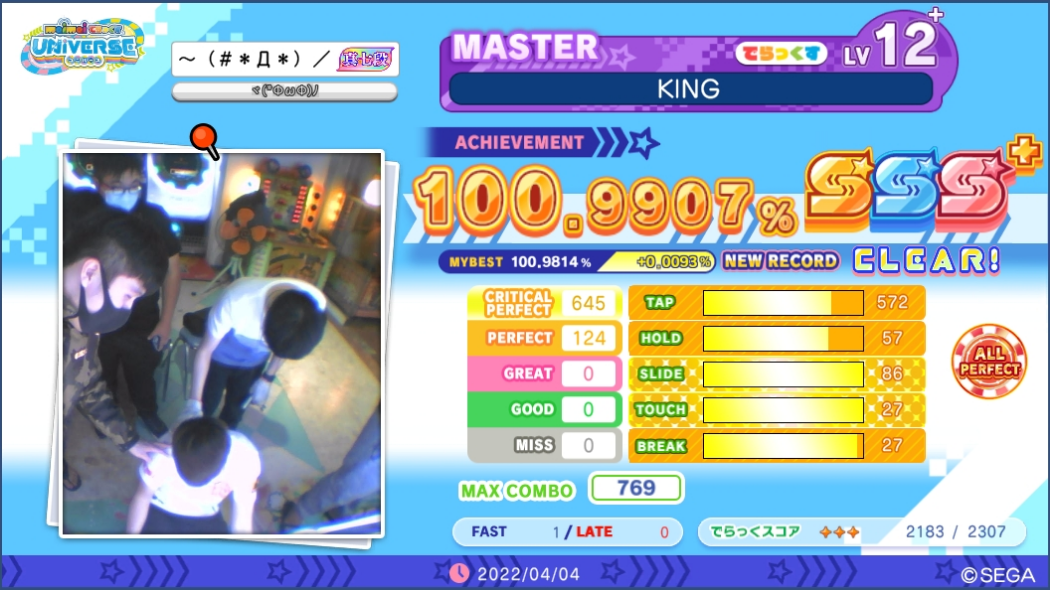 maimai でらっくす
UNiVERSE
～（＃＊Д＊）／
MASTER
でらっくす
LV 12+
KING
ACHIEVEMENT
100.9907% SSS+
MYBEST 100.9814% +0.0093% NEW RECORD CLEAR!
CRITICAL PERFECT 645
TAP 572
PERFECT 124
HOLD 57
GREAT 0
SLIDE 86
GOOD 0
TOUCH 27
MISS 0
BREAK 27
ALL PERFECT
MAX COMBO 769
FAST 1 / LATE 0
でらっくスコア 2183 / 2307
2022/04/04
©SEGA